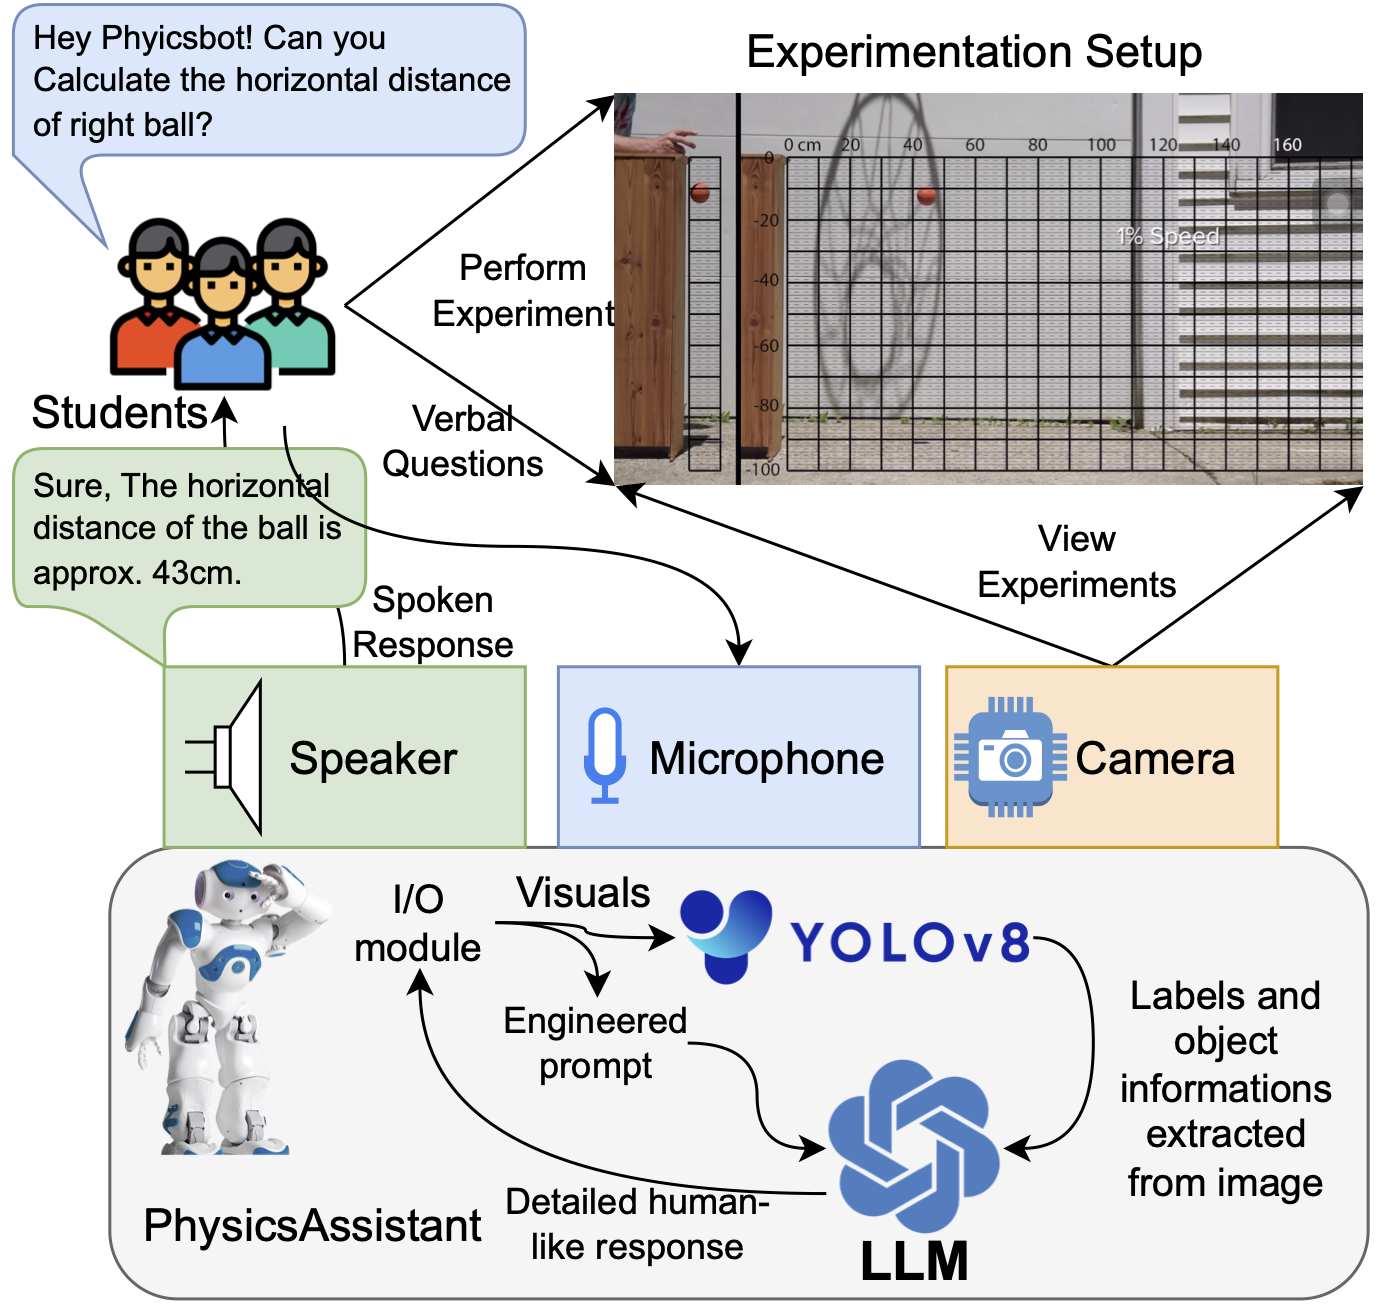 Hey Phyicsbot! Can you
Calculate the horizontal distance
of right ball?
Experimentation Setup
0 cm 20 40 60 80 100 120 140 160
0
-20
-40
-60
-80
-100
1% Speed
Perform
Experiment
Students
Verbal
Questions
Sure, The horizontal
distance of the ball is
approx. 43cm.
View
Experiments
Spoken
Response
Speaker
Microphone
Camera
I/O
module
Visuals
YOLOv8
Engineered
prompt
Labels and
object
informations
extracted
from image
Detailed human-
like response
PhysicsAssistant
LLM